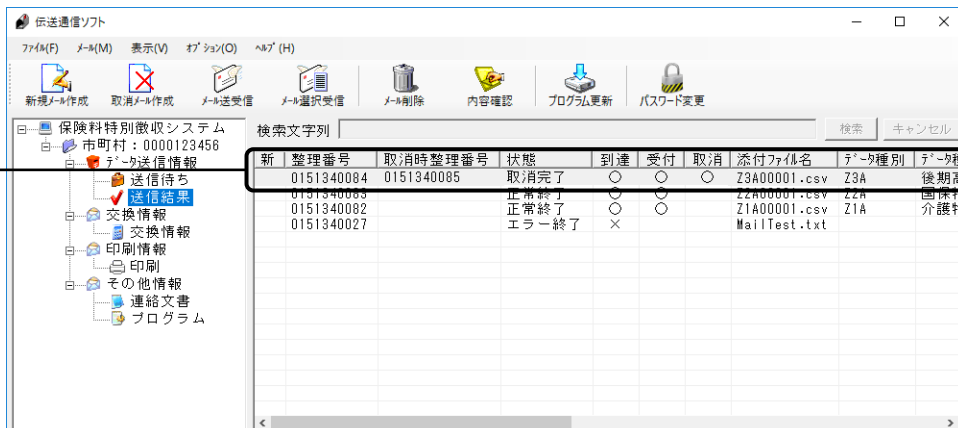 伝送通信ソフト
ファイル(F) メール(M) 表示(V) オプション(O) ヘルプ(H)
新規メール作成 取消メール作成 メール送受信 メール選択受信 メール削除 内容確認 プログラム更新 パスワード変更
保険料特別徴収システム
市町村：0000123456
データ送信情報
送信待ち
送信結果
交換情報
交換情報
印刷情報
印刷
その他情報
連絡文書
プログラム
検索文字列 検索 キャンセル
新 整理番号 取消時整理番号 状態 到達 受付 取消 添付ファイル名 データ種別
0151340084 0151340085 取消完了 ○ ○ ○ Z3A00001.csv Z3A 後期高
0151340083 正常終了 ○ ○ Z2A00001.csv Z2A 国保特
0151340082 正常終了 ○ ○ Z1A00001.csv Z1A 介護特
0151340027 エラー終了 × MailTest.txt